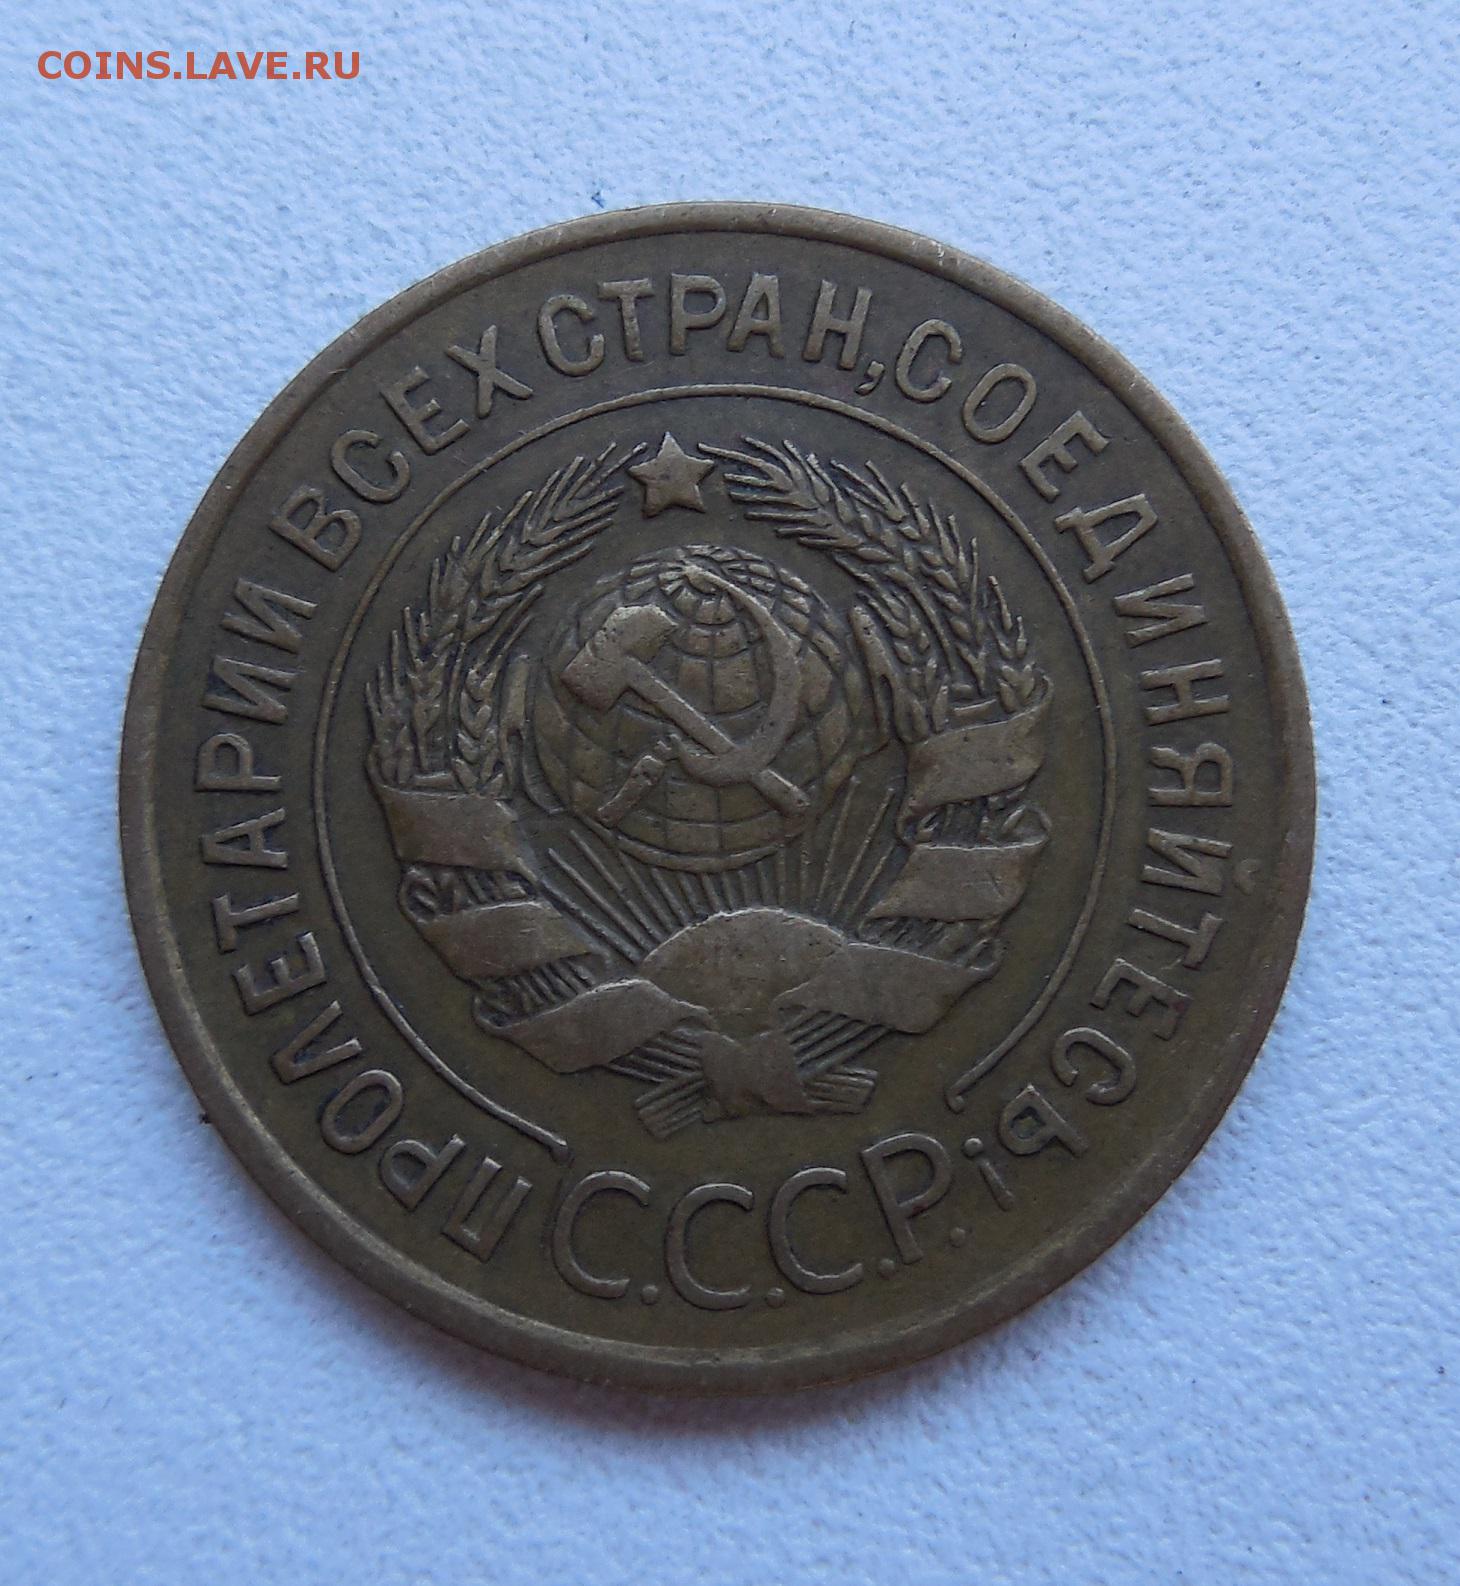 COINS.LAVE.RU
ПРОЛЕТАРИИ ВСЕХ СТРАН, СОЕДИНЯЙТЕСЬ!
С.С.С.Р.